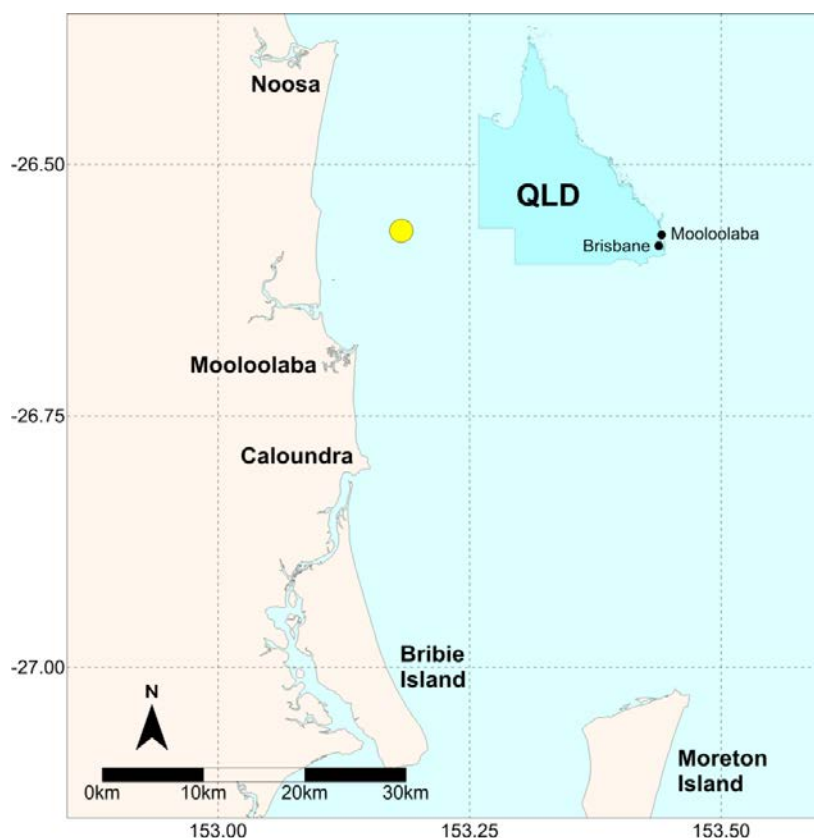 Noosa
-26.50
QLD
Mooloolaba
Brisbane
Mooloolaba
-26.75
Caloundra
-27.00
Bribie
Island
N
Moreton
Island
0km 10km 20km 30km
153.00 153.25 153.50